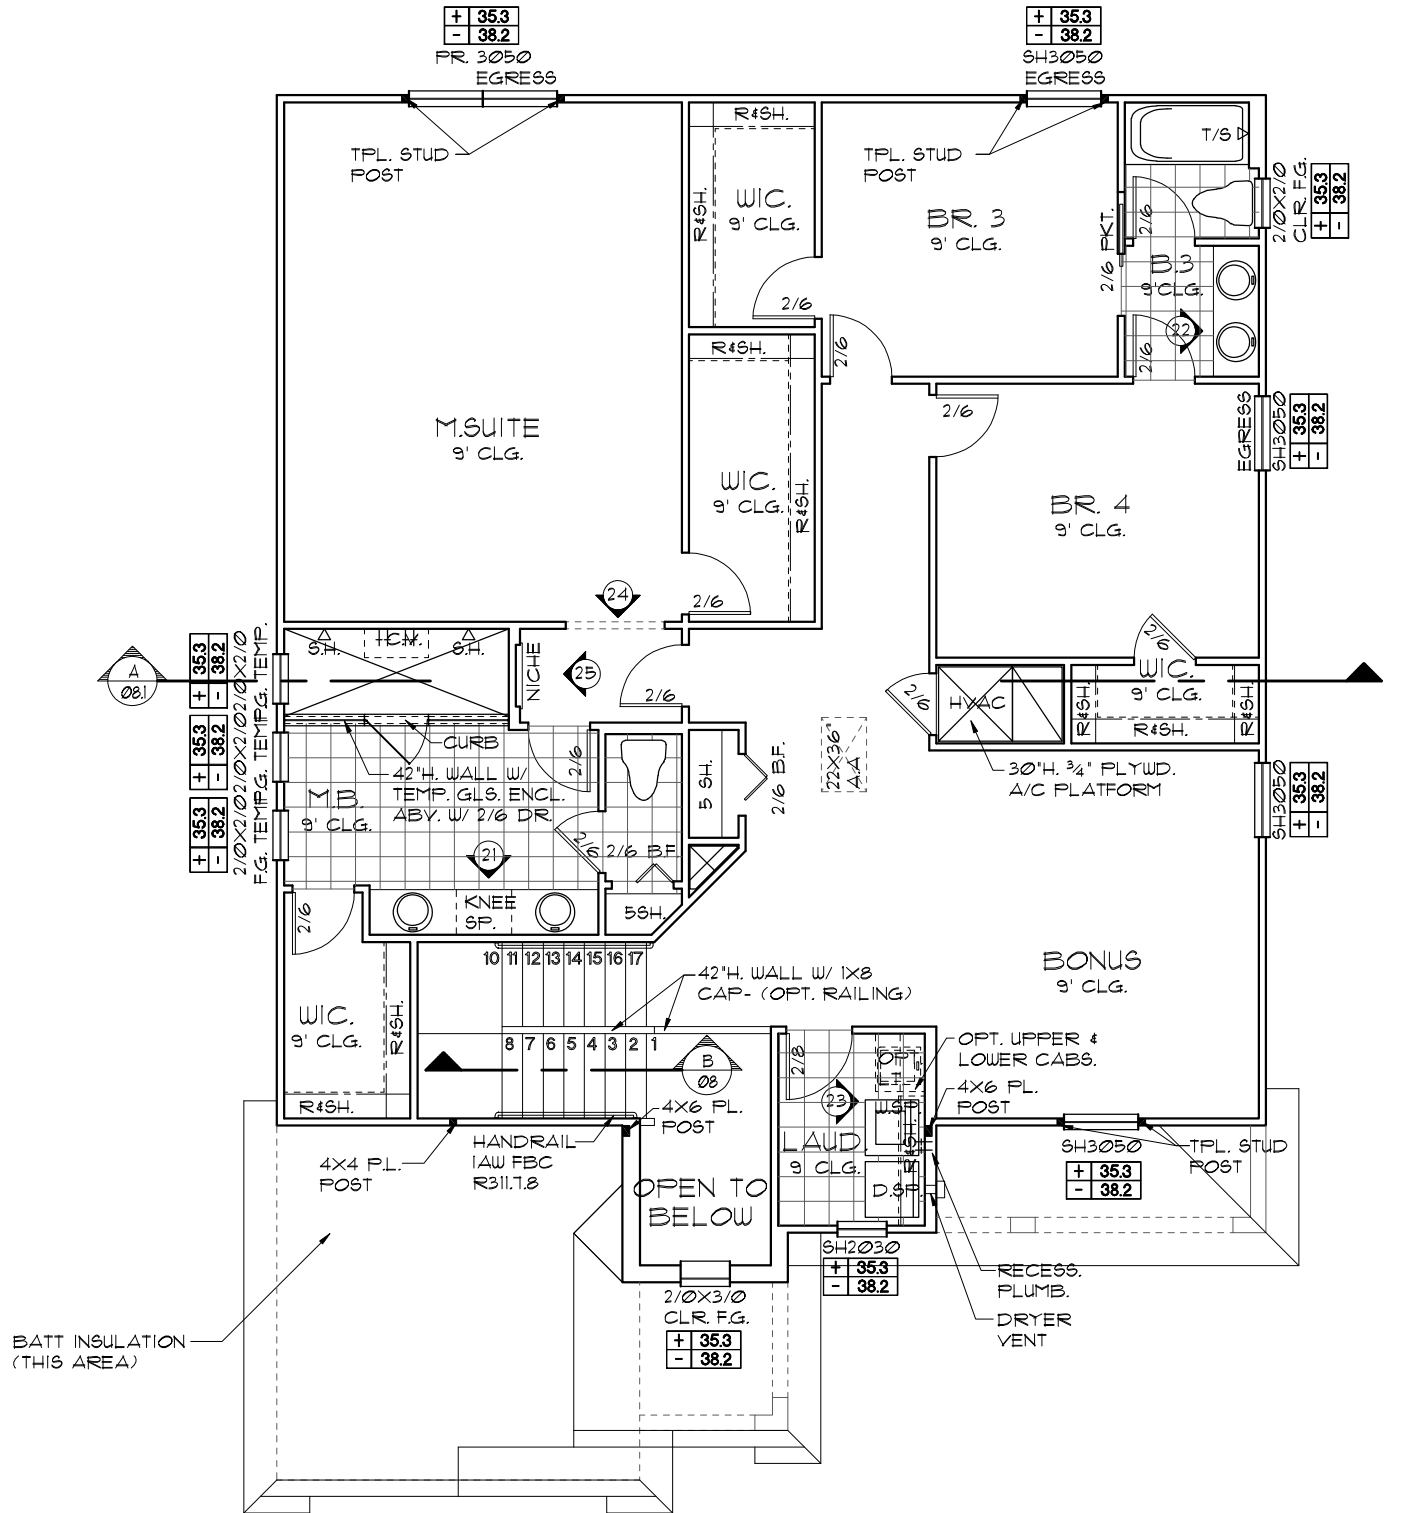 + 35.3
- 38.2
PR. 3050
EGRESS
+ 35.3
- 38.2
SH3050
EGRESS
TPL. STUD
POST
R&SH.
R&SH.
WIC.
9' CLG.
2/6
TPL. STUD
POST
BR. 3
9' CLG.
2/6
2/6 PKT.
T/S
2/6
B.3
9' CLG.
22
2/6
2/0X2/0
CLR. F.G.
+ 35.3
- 38.2
M.SUITE
9' CLG.
R&SH.
WIC.
9' CLG.
R&SH.
2/6
2/6
BR. 4
9' CLG.
EGRESS
SH3050
+ 35.3
- 38.2
24
S.H.
S.H.
NICHE
25
2/6
A
08.1
+ 35.3
- 38.2
2/0X2/0
F.G. TEMP.
+ 35.3
- 38.2
2/0X2/0
F.G. TEMP.
+ 35.3
- 38.2
2/0X2/0
F.G. TEMP.
CURB
42"H. WALL W/
TEMP. GLS. ENCL.
ABV. W/ 2/6 DR.
M.B.
9' CLG.
2/6
2/6
2/6 B.F.
5 SH.
2/6 B.F.
22X36"
A.A
2/6
HVAC
30"H. 3/4" PLYWD.
A/C PLATFORM
2/6
WIC.
9' CLG.
R&SH.
R&SH.
R&SH.
SH3050
+ 35.3
- 38.2
21
KNEE
SP.
5SH.
2/6
WIC.
9' CLG.
R&SH.
R&SH.
10 11 12 13 14 15 16 17
8 7 6 5 4 3 2 1
42"H. WALL W/ 1X8
CAP- (OPT. RAILING)
BONUS
9' CLG.
B
08
4X6 PL.
POST
HANDRAIL
IAW FBC
R311.7.8
4X4 P.L.
POST
OPEN TO
BELOW
2/8
23
LAUD.
9' CLG.
W.SP.
R&SH.
D.SP.
OPT. UPPER &
LOWER CABS.
4X6 PL.
POST
SH3050
+ 35.3
- 38.2
TPL. STUD
POST
SH2030
+ 35.3
- 38.2
RECESS.
PLUMB.
DRYER
VENT
2/0X3/0
CLR. F.G.
+ 35.3
- 38.2
BATT INSULATION
(THIS AREA)